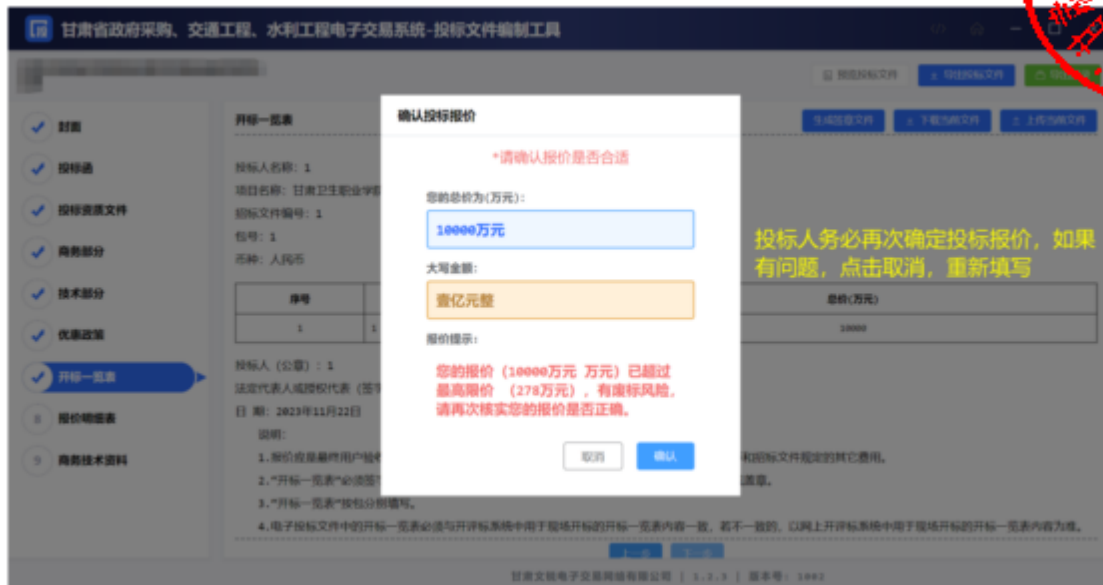 甘肃省政府采购、交通工程、水利工程电子交易系统-投标文件编制工具
预览投标文件
导出投标文件
封面
投标函
投标资质文件
商务部分
技术部分
优惠政策
开标一览表
8 报价明细表
9 商务技术资料
开标一览表
生成签章文件
下载当前文件
上传当前文件
投标人名称: 1
项目名称: 甘肃卫生职业学院
招标文件编号: 1
包号: 1
币种: 人民币
序号
总价(万元)
1
1
10000
投标人 (公章) : 1
法定代表人或授权代表 (签字
日 期: 2023年11月22日
说明:
1.报价应是最终用户验收
和招标文件规定的其它费用。
2.“开标一览表”必须签
盖章。
3.“开标一览表”按包分别填写。
4.电子投标文件中的开标一览表必须与开评标系统中用于现场开标的开标一览表内容一致, 若不一致的, 以网上开评标系统中用于现场开标的开标一览表内容为准。
上一步
下一步
确认投标报价
*请确认报价是否合适
您的总价为(万元):
10000万元
大写金额:
壹亿元整
报价提示:
您的报价 (10000万元 万元) 已超过
最高限价 (278万元) , 有废标风险,
请再次核实您的报价是否正确。
取消
确认
投标人务必再次确定投标报价, 如果
有问题, 点击取消, 重新填写
甘肃文锐电子交易网络有限公司 | 1.2.3 | 版本号: 1002